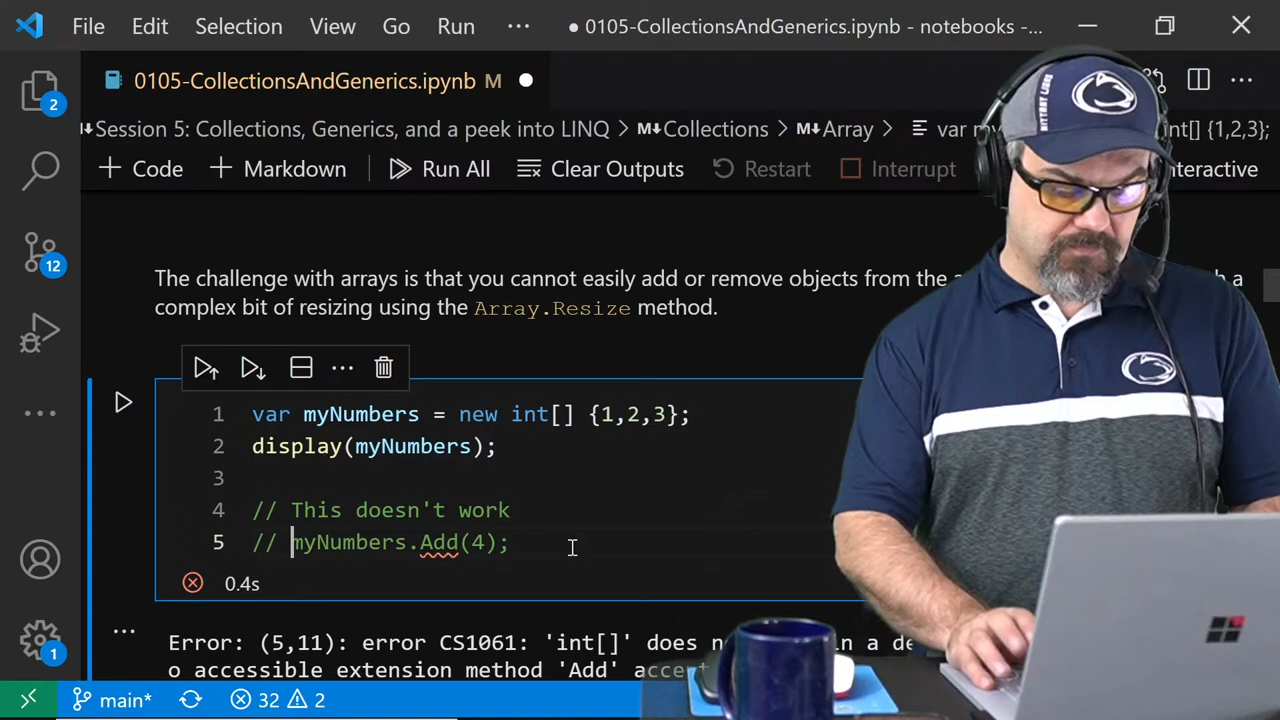 File Edit Selection View Go Run ··· ● 0105-CollectionsAndGenerics.ipynb - notebooks -...
0105-CollectionsAndGenerics.ipynb M
Session 5: Collections, Generics, and a peek into LINQ > Collections > Array > var my int[] {1,2,3};
+ Code + Markdown Run All Clear Outputs Restart Interrupt nteractive
The challenge with arrays is that you cannot easily add or remove objects from the a h a
complex bit of resizing using the Array.Resize method.
1 var myNumbers = new int[] {1,2,3};
2 display(myNumbers);
3
4 // This doesn't work
5 // myNumbers.Add(4);
0.4s
Error: (5,11): error CS1061: 'int[]' does n in a de
o accessible extension method 'Add' accept
main* 32 2
2
12
1
NITTANY LIONS